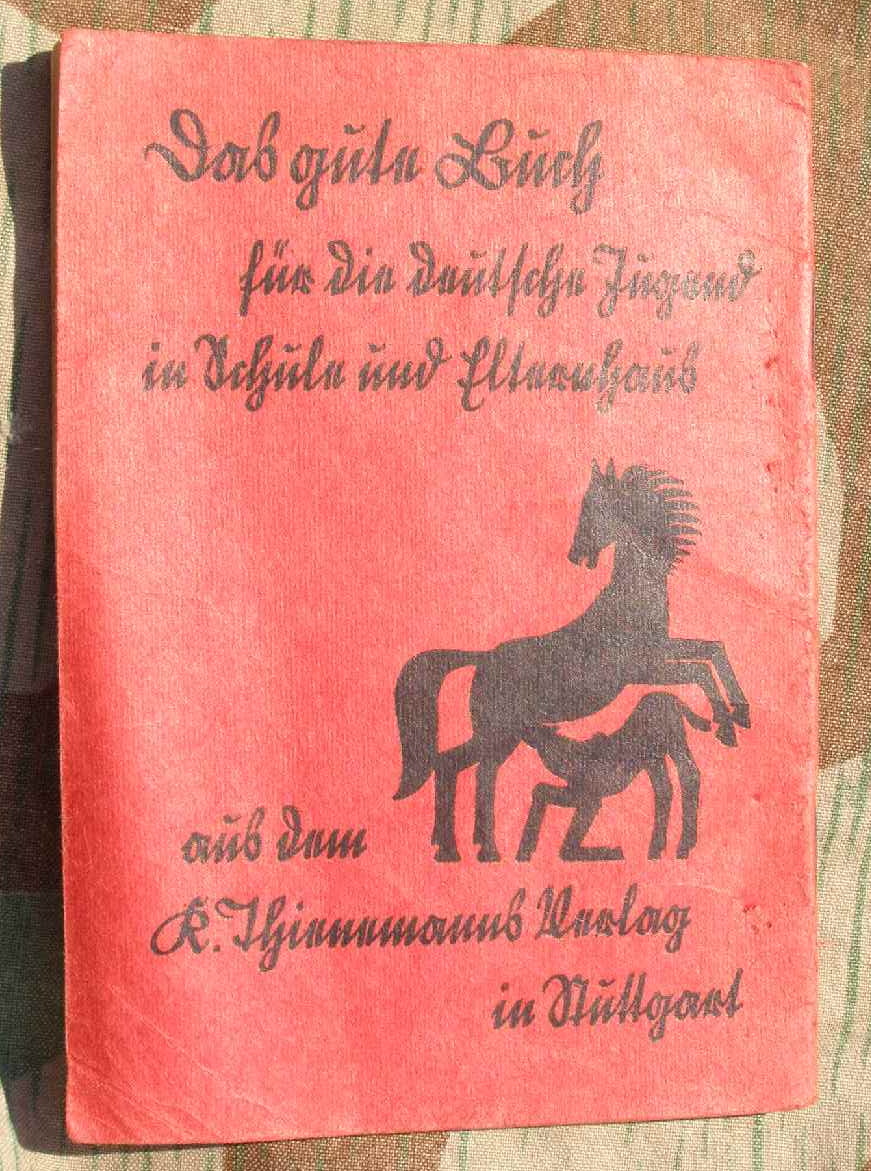 Das gute Buch
für die deutsche Jugend
in Schule und Elternhaus
aus dem
K. Thienemanns Verlag
in Stuttgart